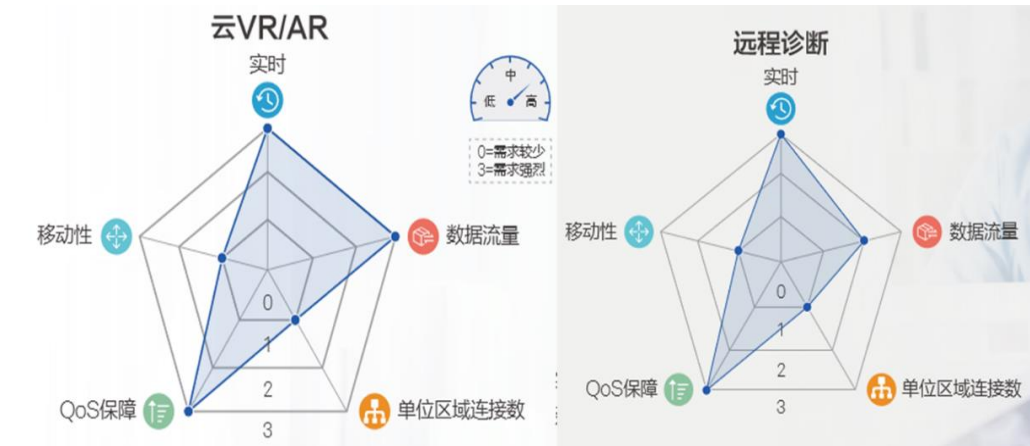 云VR/AR
实时
中
低
高
0=需求较少
3=需求强烈
移动性
数据流量
0
1
2
3
QoS保障
单位区域连接数
远程诊断
实时
移动性
数据流量
0
1
2
3
QoS保障
单位区域连接数